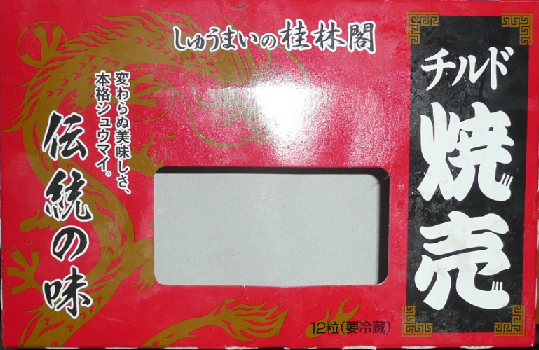 しゅうまいの桂林閣
チルド
焼売
変わらぬ美味しさ、
本格シュウマイ。
伝統の味
12粒(要冷蔵)